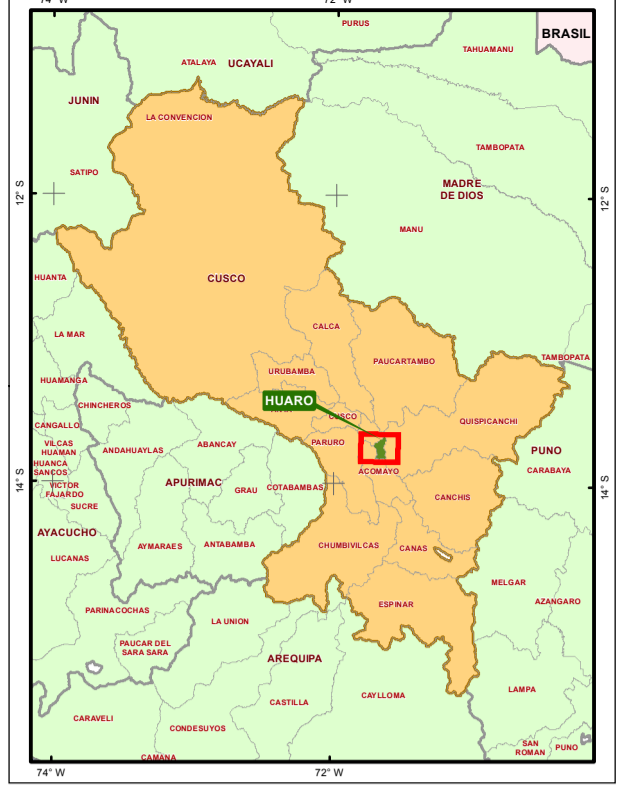 74° W
72° W
PURUS
BRASIL
TAHUAMANU
ATALAYA
UCAYALI
JUNIN
LA CONVENCION
TAMBOPATA
SATIPO
MADRE
DE DIOS
12° S
12° S
MANU
HUANTA
CUSCO
CALCA
LA MAR
PAUCARTAMBO
TAMBOPATA
URUBAMBA
HUAMANGA
HUARO
CHINCHEROS
CUSCO
QUISPICANCHI
CANGALLO
VILCAS
HUAMAN
ANDAHUAYLAS
ABANCAY
PARURO
PUNO
HUANCA
SANCOS
ACOMAYO
CARABAYA
VICTOR
FAJARDO
APURIMAC
GRAU
COTABAMBAS
CANCHIS
14° S
14° S
SUCRE
AYACUCHO
LUCANAS
AYMARAES
ANTABAMBA
CHUMBIVILCAS
CANAS
MELGAR
AZANGARO
PARINACOCHAS
ESPINAR
LA UNION
PAUCAR DEL
SARA SARA
AREQUIPA
CAYLLOMA
LAMPA
CASTILLA
CARAVELI
CONDESUYOS
CAMANA
SAN
ROMAN
PUNO
74° W
72° W